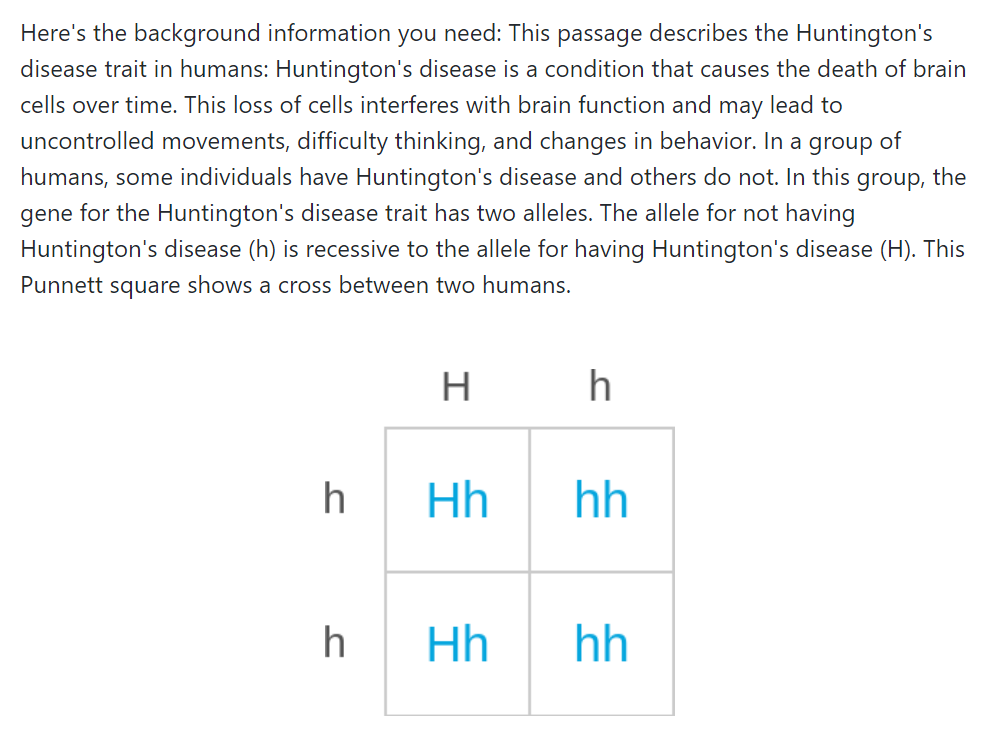 Here's the background information you need: This passage describes the Huntington's
disease trait in humans: Huntington's disease is a condition that causes the death of brain
cells over time. This loss of cells interferes with brain function and may lead to
uncontrolled movements, difficulty thinking, and changes in behavior. In a group of
humans, some individuals have Huntington's disease and others do not. In this group, the
gene for the Huntington's disease trait has two alleles. The allele for not having
Huntington's disease (h) is recessive to the allele for having Huntington's disease (H). This
Punnett square shows a cross between two humans.
H h
h Hh hh
h Hh hh